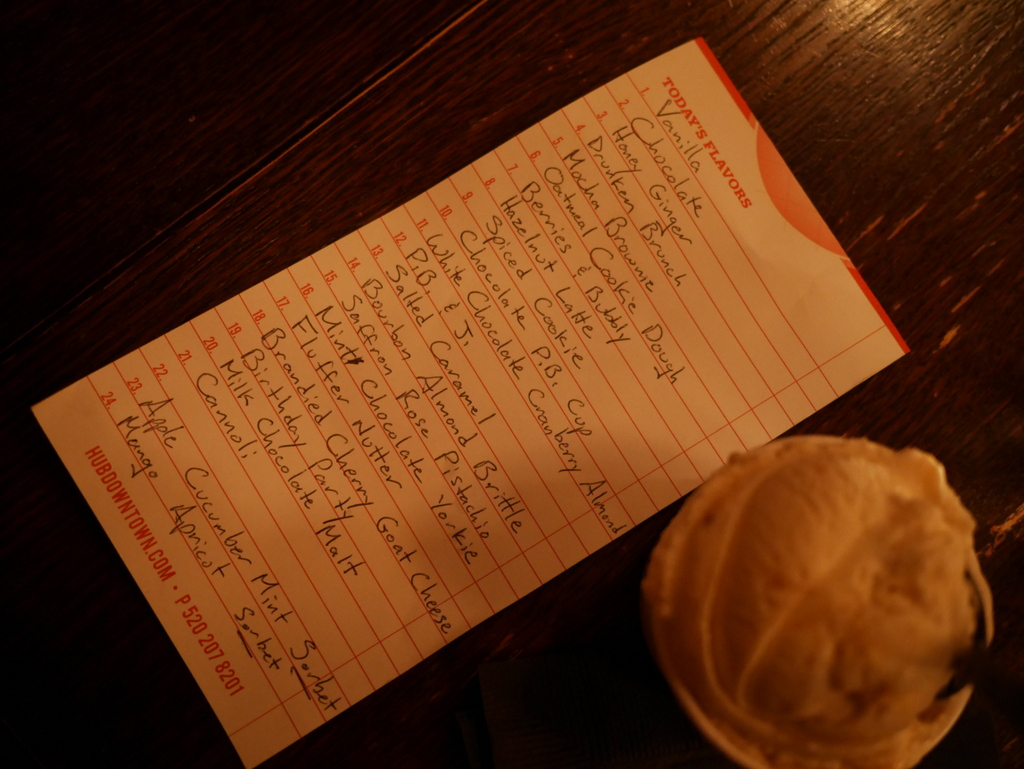 TODAY'S FLAVORS
1. Vanilla
2. Chocolate
3. Honey Ginger
4. Drunken Brunch
5. Mocha Brownie
6. Oatmeal Cookie Dough
7. Berries & Bubbly
8. Hazelnut Latte
9. Spiced Cookie
10. Chocolate P.B. Cup
11. White Chocolate Cranberry Almond
12. P.B. & J.
13. Salted Caramel
14. Bourbon Almond Brittle
15. Saffron Rose Pistachio
16. Mint Chocolate Yorkie
17. Fluffer Nutter
18. Brandied Cherry Goat Cheese
19. Birthday Party
20. Milk Chocolate Malt
21. Cannoli
22.
23. Apple Cucumber Mint Sorbet
24. Mango Apricot Sorbet
HUBDOWNTOWN.COM • P 520 207 8201